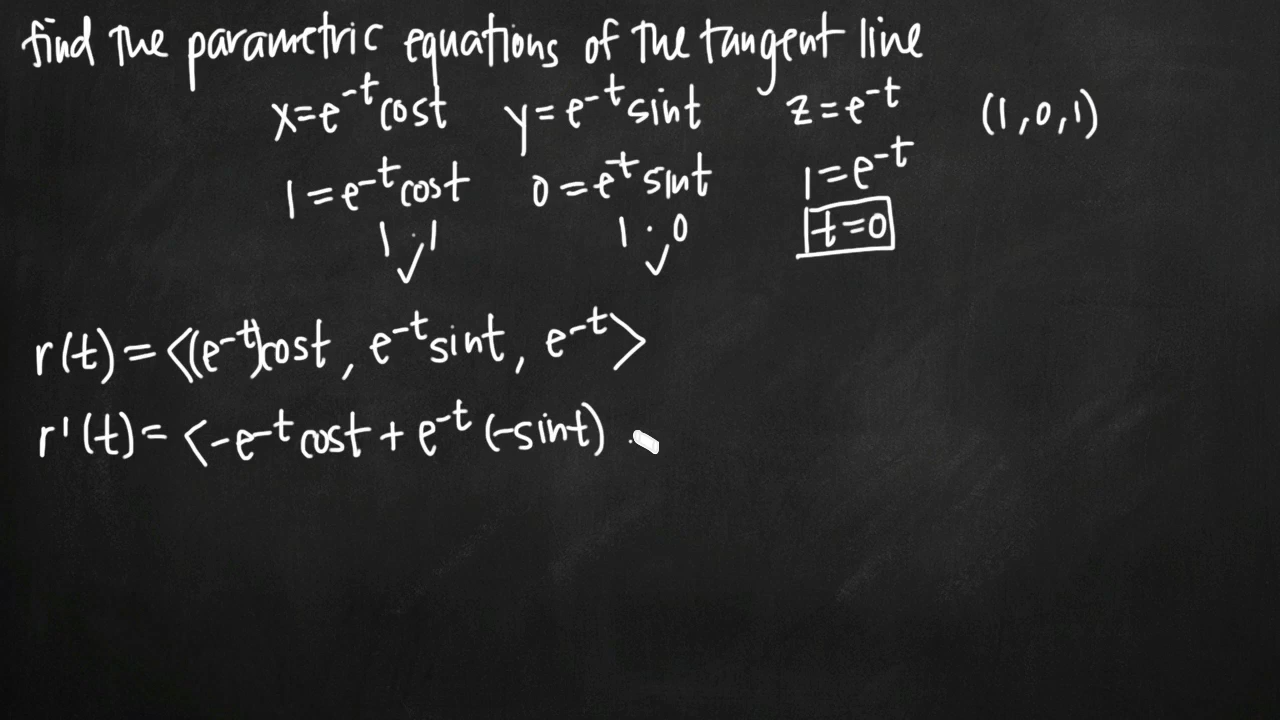 find the parametric equations of the tangent line
x=e^-t cost y=e^-t sint z=e^-t (1,0,1)
1=e^-t cost 0=e^-t sint 1=e^-t
1·1 1·0 t=0
✓ ✓
r(t)=<(e^-t)cost, e^-t sint, e^-t>
r'(t)=<-e^-t cost+e^-t(-sint)